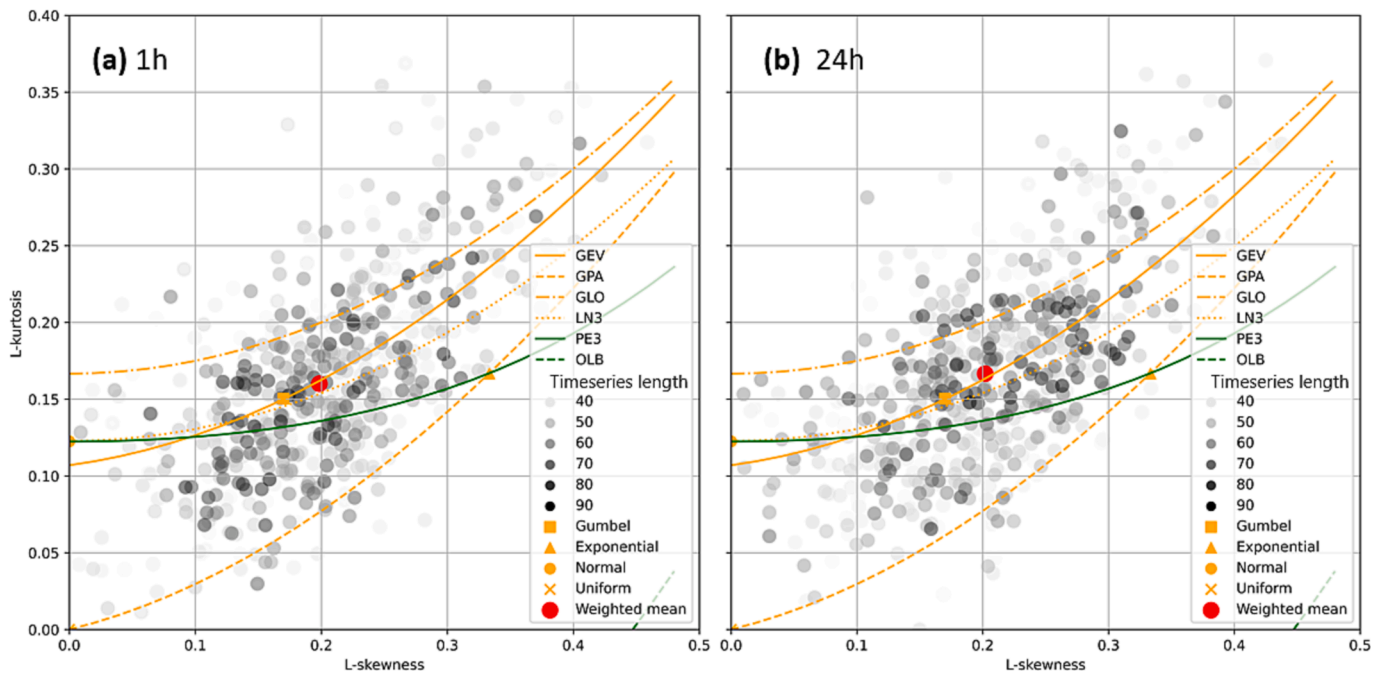 (a) 1h
L-kurtosis
0.40
0.35
0.30
0.25
0.20
0.15
0.10
0.05
0.00
0.0 0.1 0.2 0.3 0.4 0.5
L-skewness
GEV
GPA
GLO
LN3
PE3
OLB
Timeseries length
40
50
60
70
80
90
Gumbel
Exponential
Normal
Uniform
Weighted mean
(b) 24h
0.0 0.1 0.2 0.3 0.4 0.5
L-skewness
GEV
GPA
GLO
LN3
PE3
OLB
Timeseries length
40
50
60
70
80
90
Gumbel
Exponential
Normal
Uniform
Weighted mean